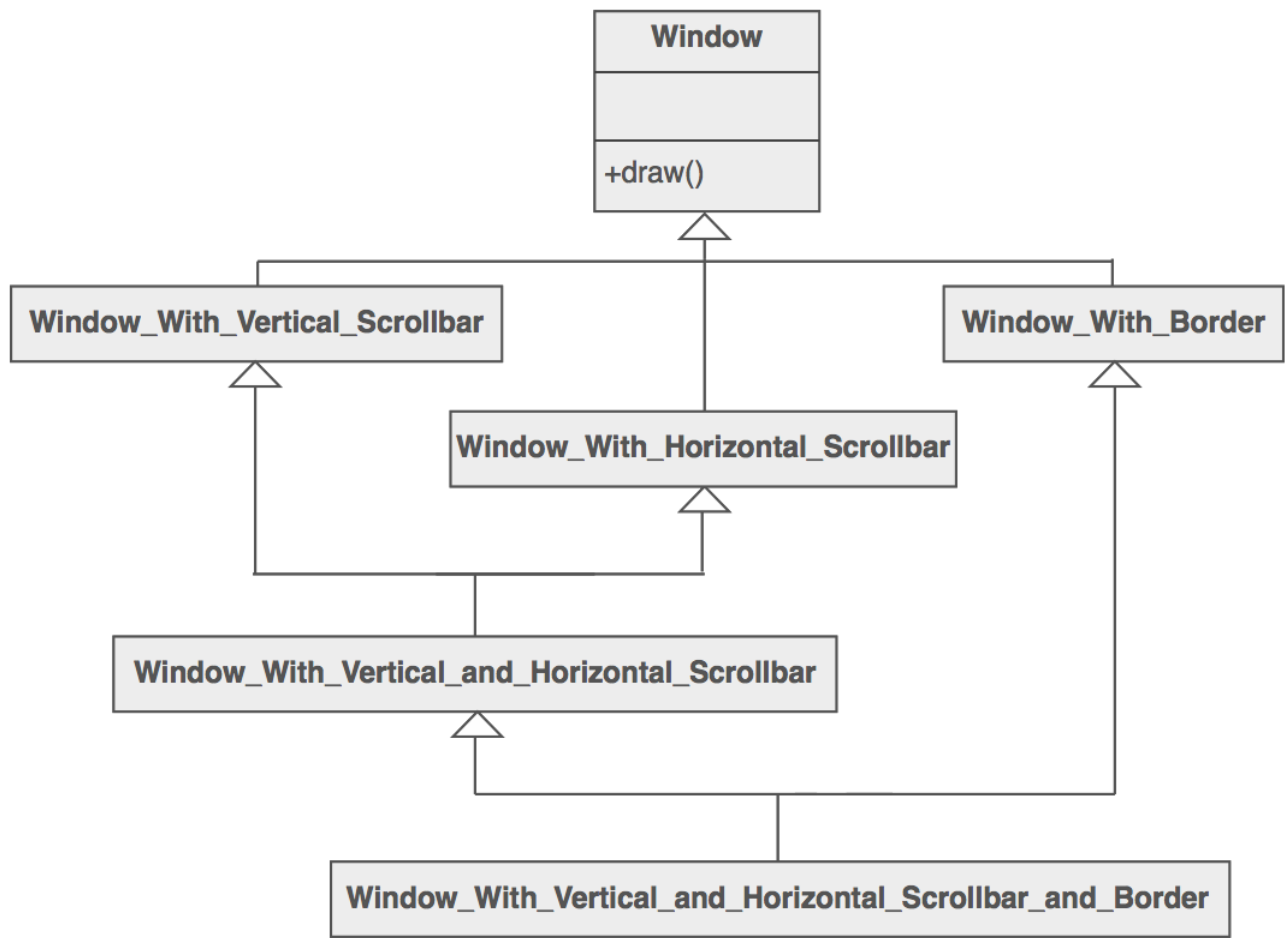 Window
+draw()
Window_With_Vertical_Scrollbar
Window_With_Border
Window_With_Horizontal_Scrollbar
Window_With_Vertical_and_Horizontal_Scrollbar
Window_With_Vertical_and_Horizontal_Scrollbar_and_Border